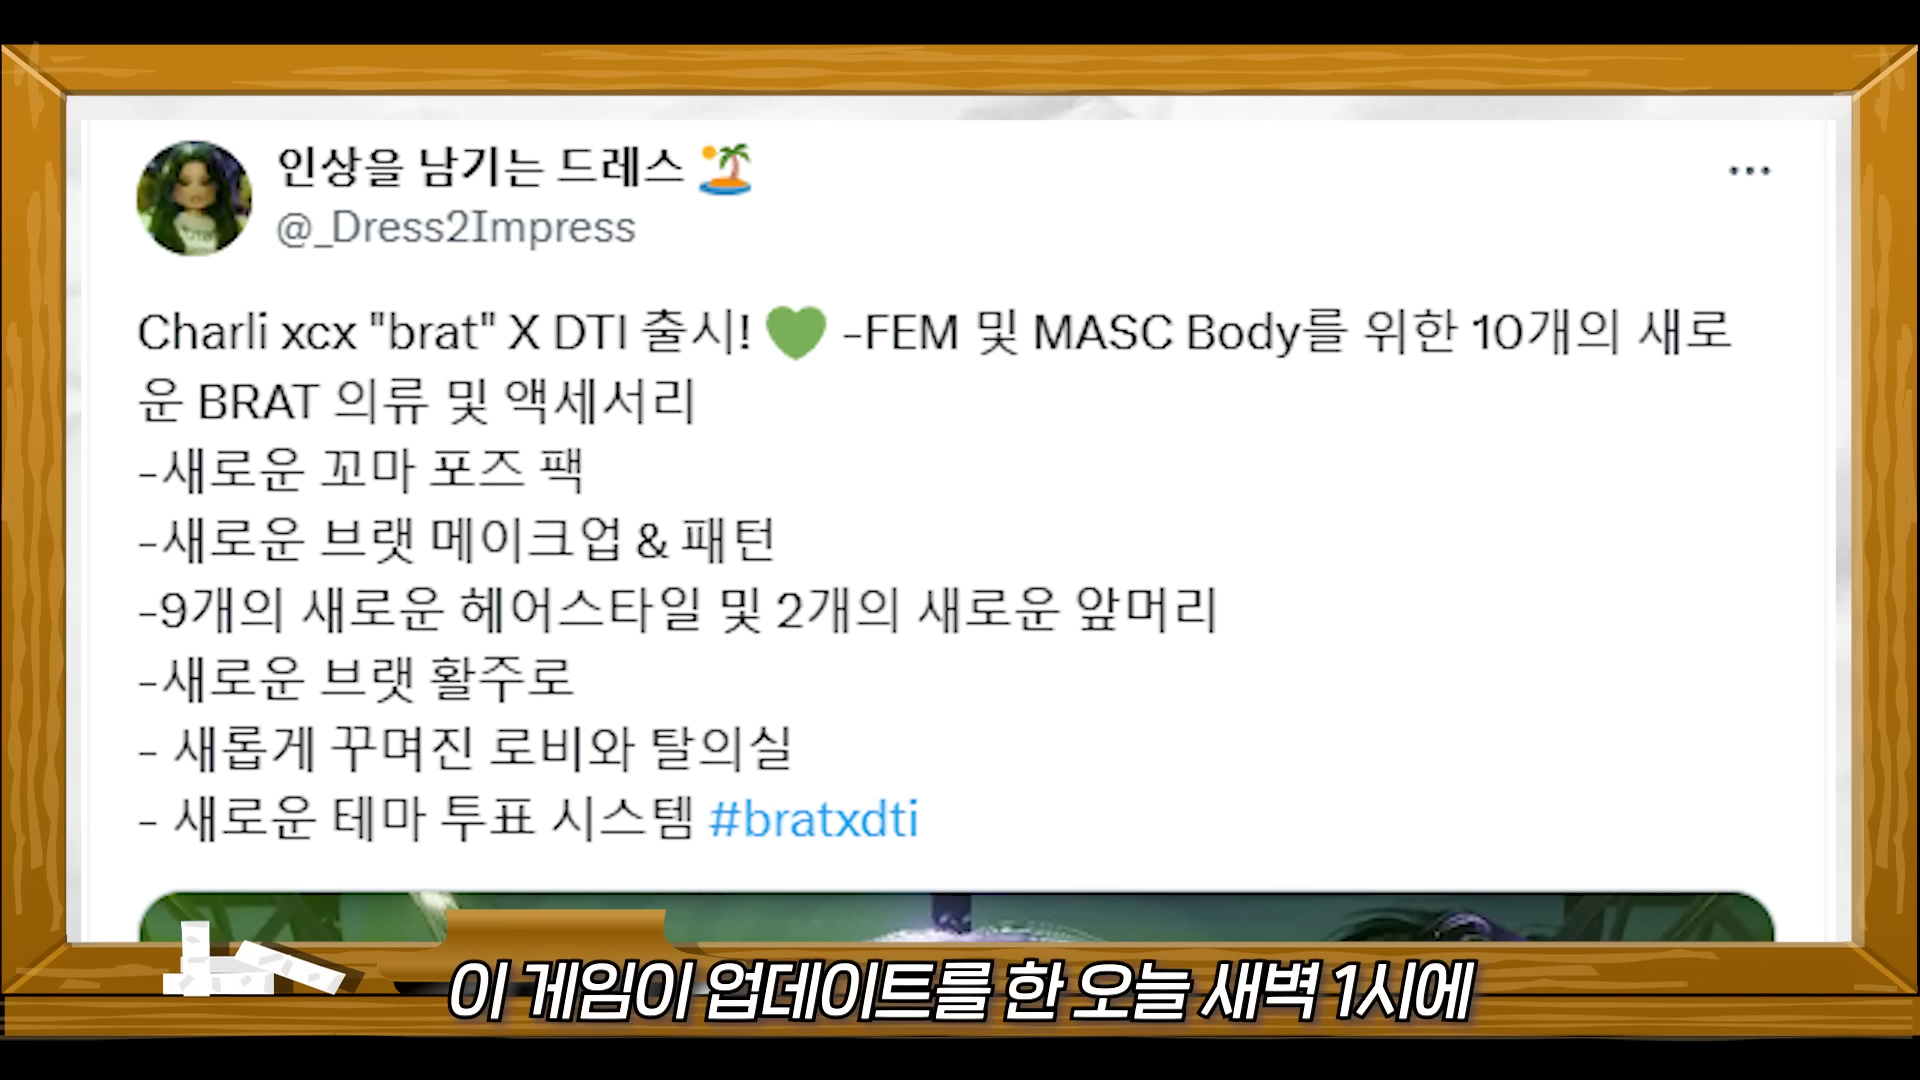 인상을 남기는 드레스 🏝️
@_Dress2Impress
Charli xcx "brat" X DTI 출시! 💚 -FEM 및 MASC Body를 위한 10개의 새로
운 BRAT 의류 및 액세서리
-새로운 꼬마 포즈 팩
-새로운 브랫 메이크업 & 패턴
-9개의 새로운 헤어스타일 및 2개의 새로운 앞머리
-새로운 브랫 활주로
- 새롭게 꾸며진 로비와 탈의실
- 새로운 테마 투표 시스템 #bratxdti
이 게임이 업데이트를 한 오늘 새벽 1시에